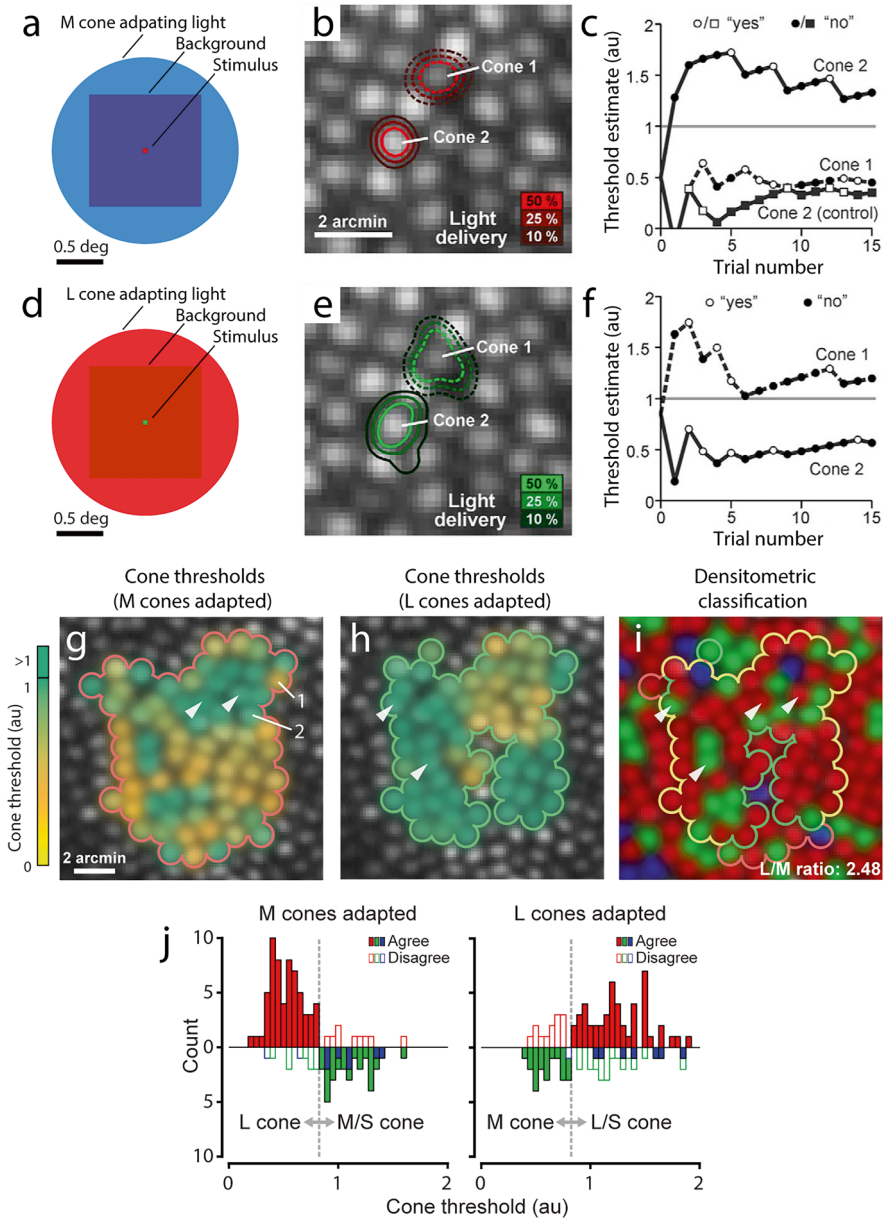 a
M cone adpating light
Background
Stimulus
0.5 deg
b
Cone 1
Cone 2
2 arcmin
Light
delivery
50 %
25 %
10 %
c
○/□ “yes” ●/■ “no”
Threshold estimate (au)
2
1.5
1
0.5
0
Cone 2
Cone 1
Cone 2 (control)
0 5 10 15
Trial number
d
L cone adapting light
Background
Stimulus
0.5 deg
e
Cone 1
Cone 2
Light
delivery
50 %
25 %
10 %
f
○ “yes” ● “no”
Threshold estimate (au)
2
1.5
1
0.5
0
Cone 1
Cone 2
0 5 10 15
Trial number
Cone thresholds
(M cones adapted)
g
>1
1
0
Cone threshold (au)
1
2
2 arcmin
Cone thresholds
(L cones adapted)
h
Densitometric
classification
i
L/M ratio: 2.48
j
M cones adapted
Agree
Disagree
Count
10
5
0
5
10
L cone
M/S cone
0 1 2
L cones adapted
Agree
Disagree
M cone
L/S cone
0 1 2
Cone threshold (au)